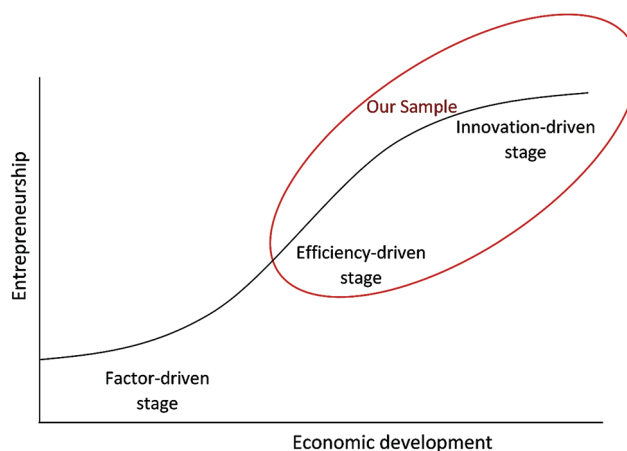 Our Sample
Innovation-driven
stage
Entrepreneurship
Efficiency-driven
stage
Factor-driven
stage
Economic development